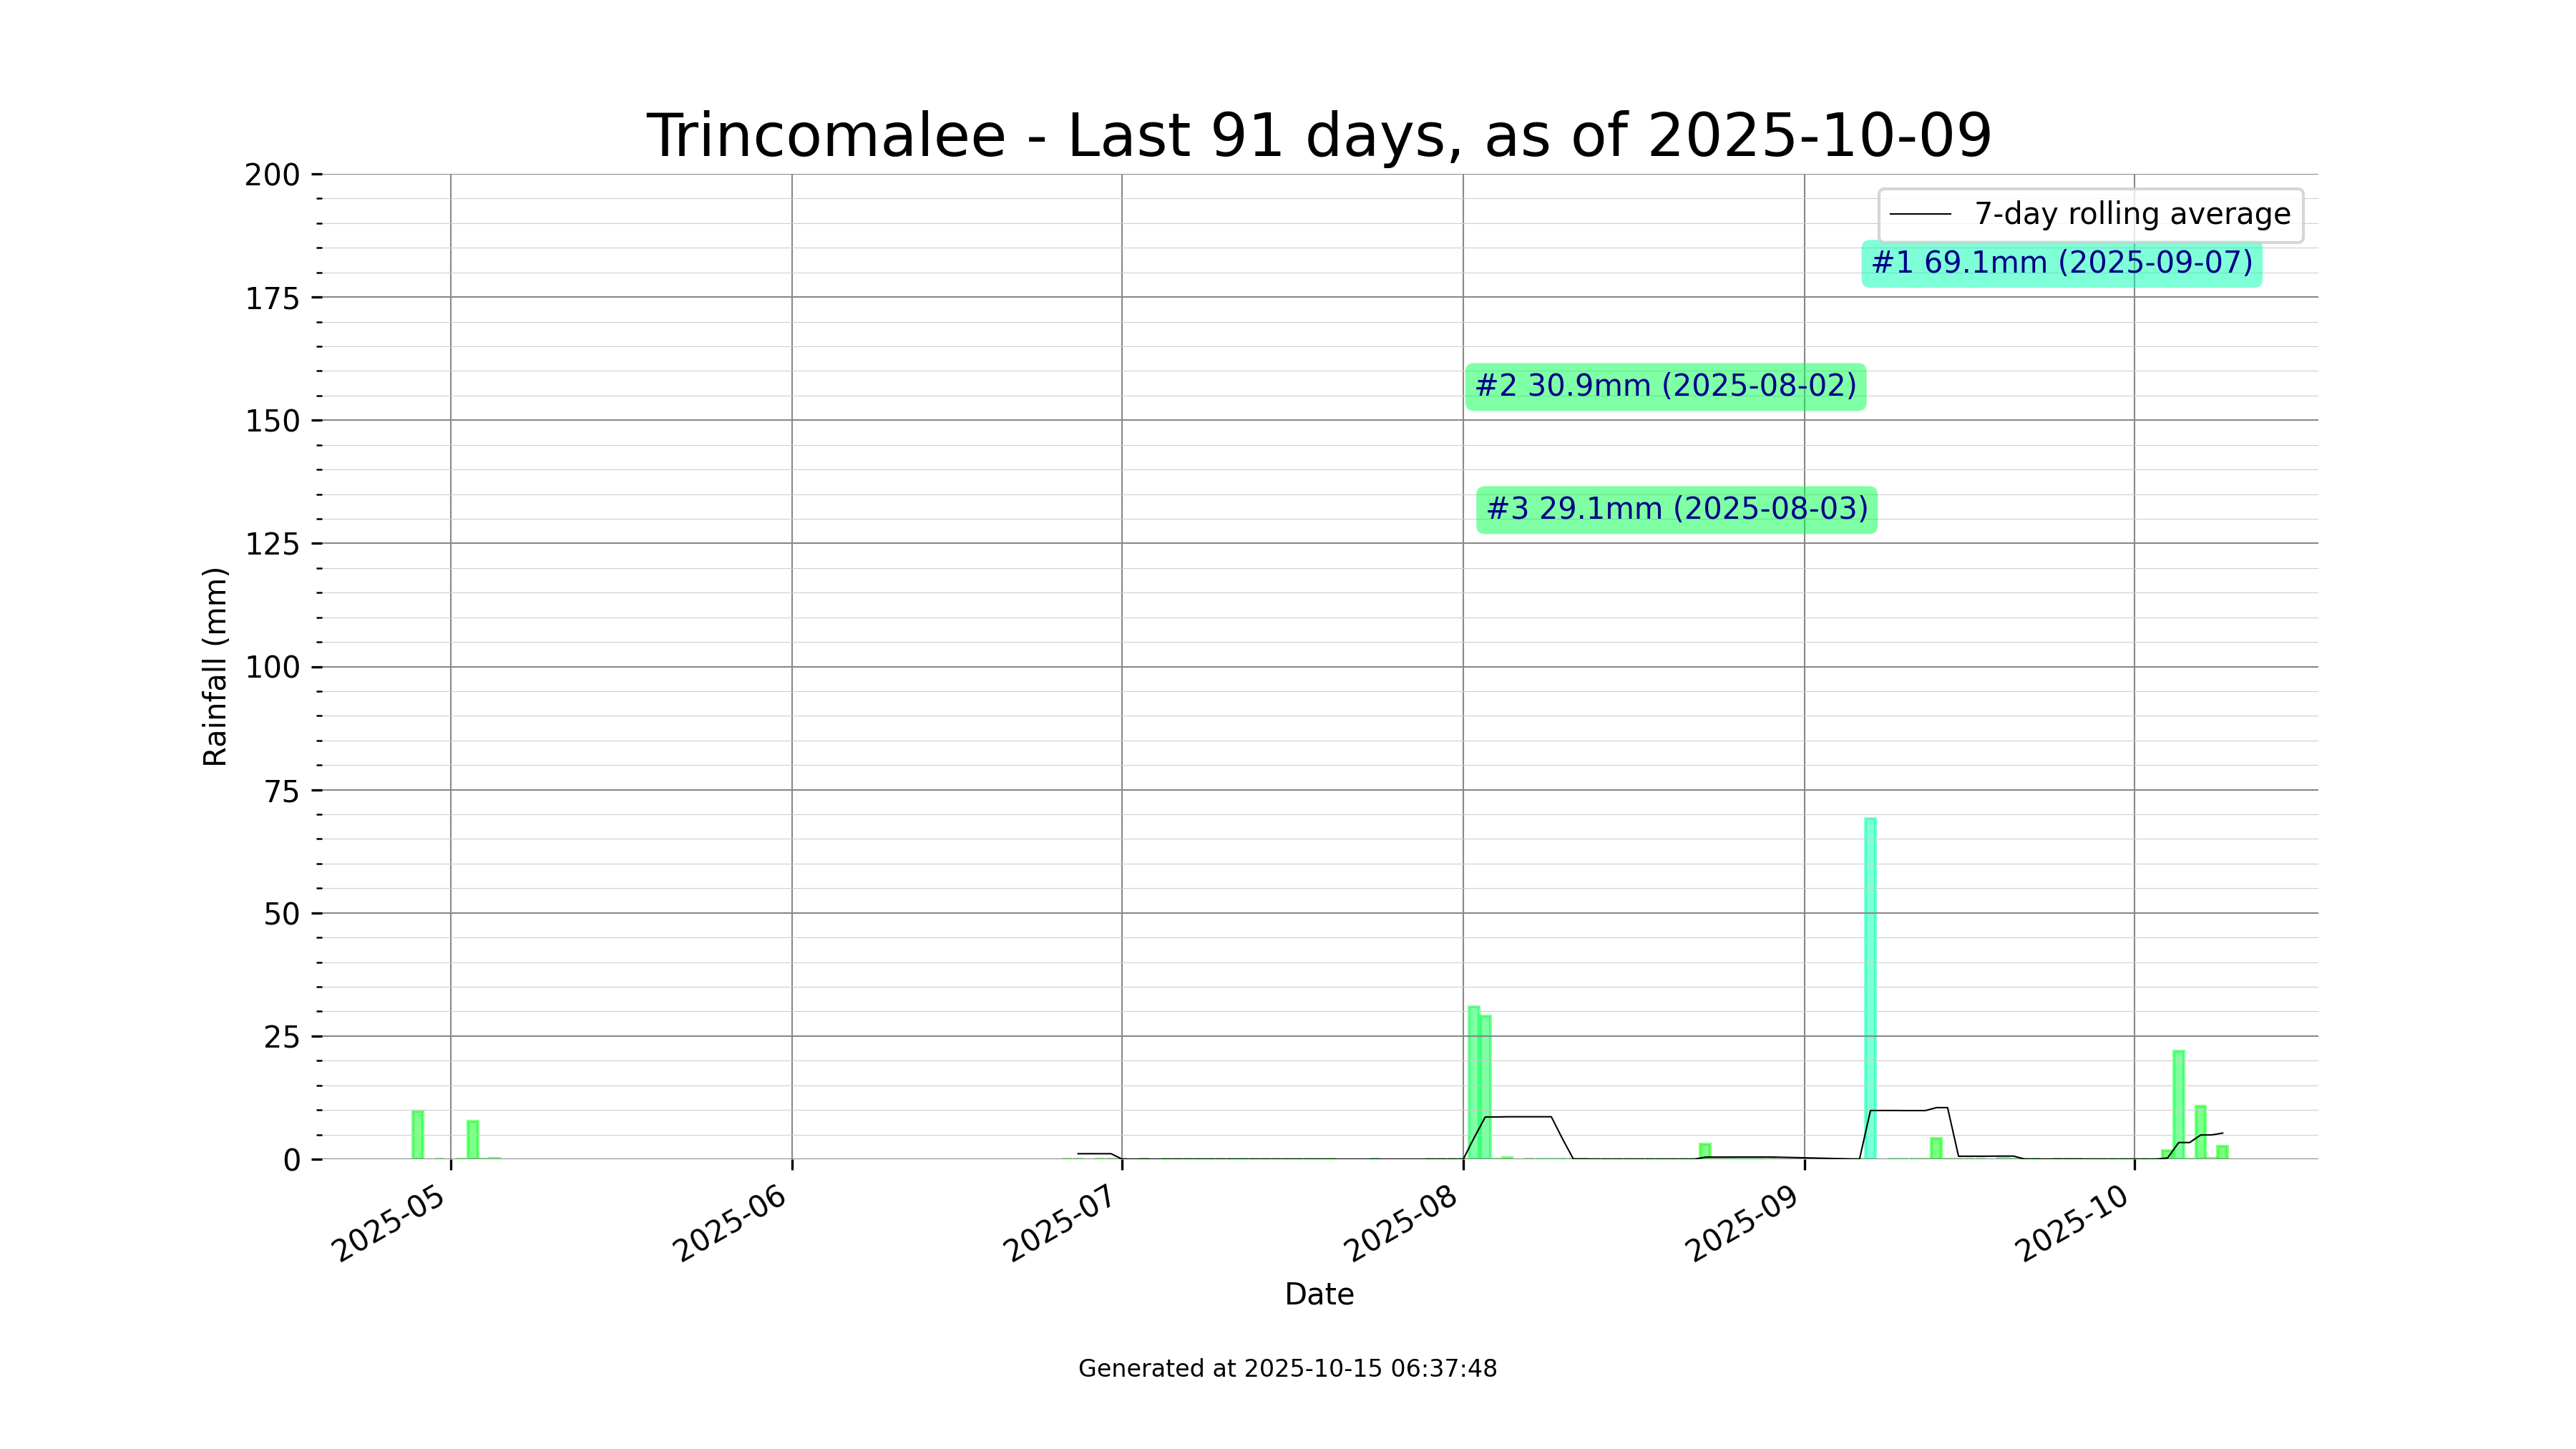 Trincomalee - Last 91 days, as of 2025-10-09
200
175
150
125
100
75
50
25
0
Rainfall (mm)
7-day rolling average
#1 69.1mm (2025-09-07)
#2 30.9mm (2025-08-02)
#3 29.1mm (2025-08-03)
2025-05
2025-06
2025-07
2025-08
2025-09
2025-10
Date
Generated at 2025-10-15 06:37:48